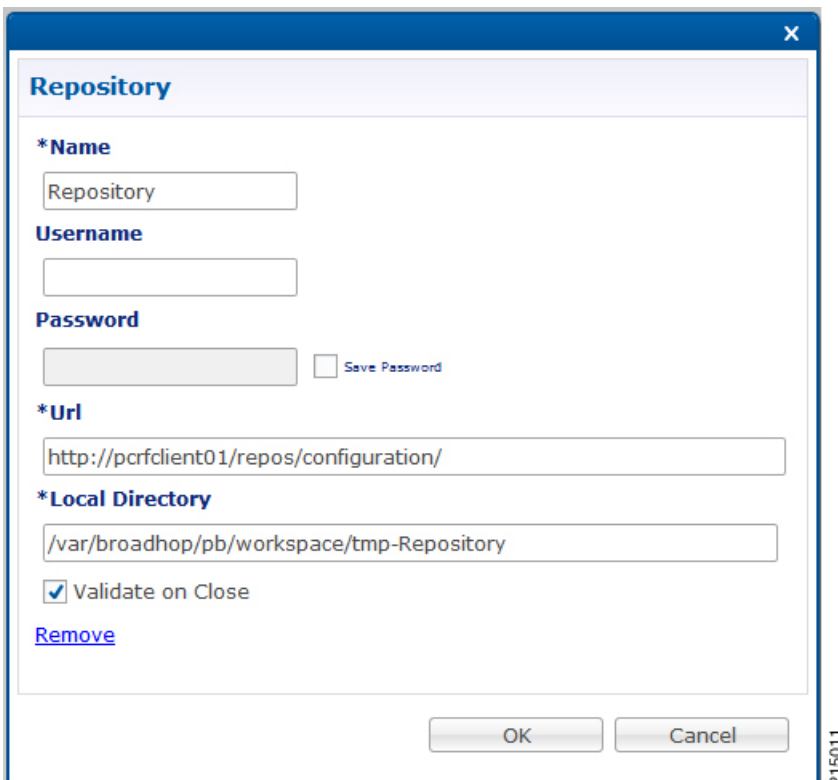 x
Repository
*Name
Repository
Username
Password
Save Password
*Url
http://pcrfclient01/repos/configuration/
*Local Directory
/var/broadhop/pb/workspace/tmp-Repository
Validate on Close
Remove
OK Cancel